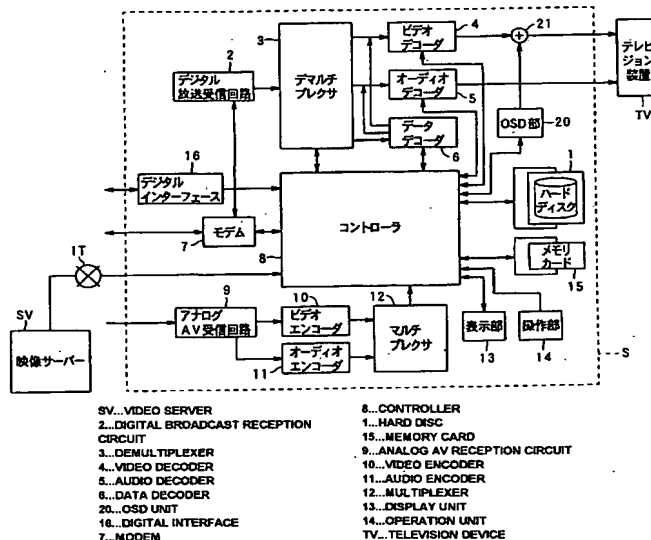 2
デジタル
放送受信回路
3
デマルチ
プレクサ
4
ビデオ
デコーダ
21
オーディオ
デコーダ
5
データ
デコーダ
6
OSD部
20
テレビ
ジョン
装置
TV
16
デジタル
インターフェース
モデム
7
コントローラ
8
1
ハード
ディスク
メモリ
カード
15
IT
SV
映像サーバー
9
アナログ
AV受信回路
10
ビデオ
エンコーダ
オーディオ
エンコーダ
11
12
マルチ
プレクサ
表示部
13
操作部
14
S
SV...VIDEO SERVER
2...DIGITAL BROADCAST RECEPTION
CIRCUIT
3...DEMULTIPLEXER
4...VIDEO DECODER
5...AUDIO DECODER
6...DATA DECODER
20...OSD UNIT
16...DIGITAL INTERFACE
7...MODEM
8...CONTROLLER
1...HARD DISC
15...MEMORY CARD
9...ANALOG AV RECEPTION CIRCUIT
10...VIDEO ENCODER
11...AUDIO ENCODER
12...MULTIPLEXER
13...DISPLAY UNIT
14...OPERATION UNIT
TV...TELEVISION DEVICE